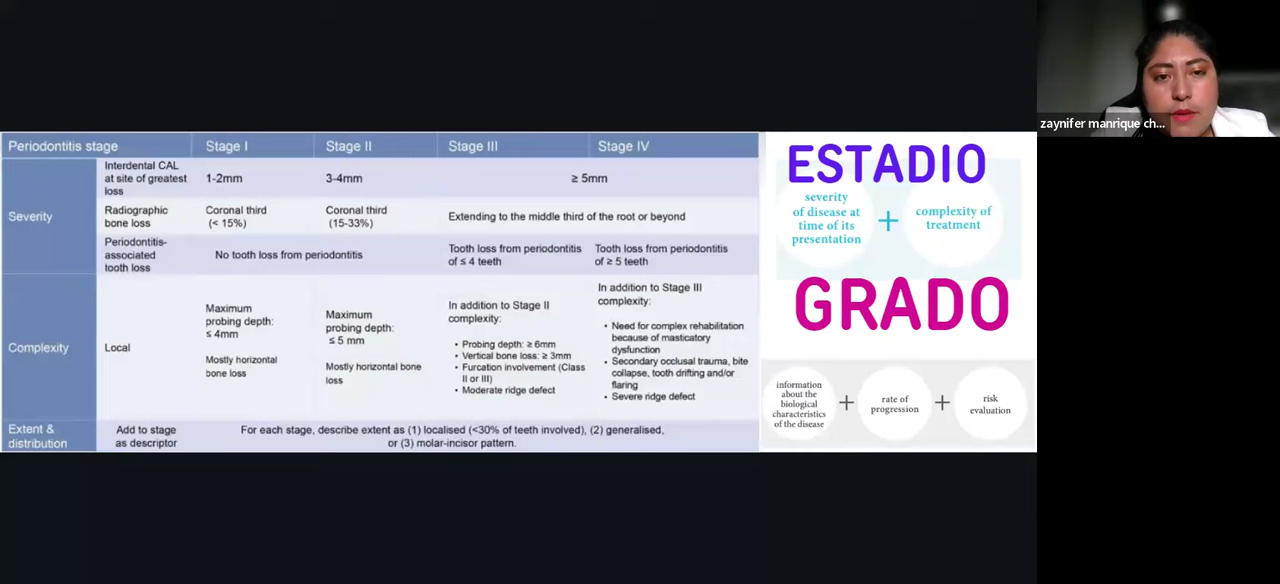 Periodontitis stage
Stage I
Stage II
Stage III
Stage IV
Severity
Interdental CAL
at site of greatest
loss
1-2mm
3-4mm
≥ 5mm
Radiographic
bone loss
Coronal third
(< 15%)
Coronal third
(15-33%)
Extending to the middle third of the root or beyond
Periodontitis-
associated
tooth loss
No tooth loss from periodontitis
Tooth loss from periodontitis
of ≤ 4 teeth
Tooth loss from periodontitis
of ≥ 5 teeth
Complexity
Local
Maximum
probing depth:
≤ 4mm
Mostly horizontal
bone loss
Maximum
probing depth:
≤ 5 mm
Mostly horizontal bone
loss
In addition to Stage II
complexity:
• Probing depth: ≥ 6mm
• Vertical bone loss: ≥ 3mm
• Furcation involvement (Class
II or III)
• Moderate ridge defect
In addition to Stage III
complexity:
• Need for complex rehabilitation
because of masticatory
dysfunction
• Secondary occlusal trauma, bite
collapse, tooth drifting and/or
flaring
• Severe ridge defect
Extent &
distribution
Add to stage
as descriptor
For each stage, describe extent as (1) localised (<30% of teeth involved), (2) generalised,
or (3) molar-incisor pattern.
ESTADIO
severity
of disease at
time of its
presentation
+
complexity of
treatment
GRADO
information
about the
biological
characteristics
of the disease
+
rate of
progression
+
risk
evaluation
zaynifer manrique ch...